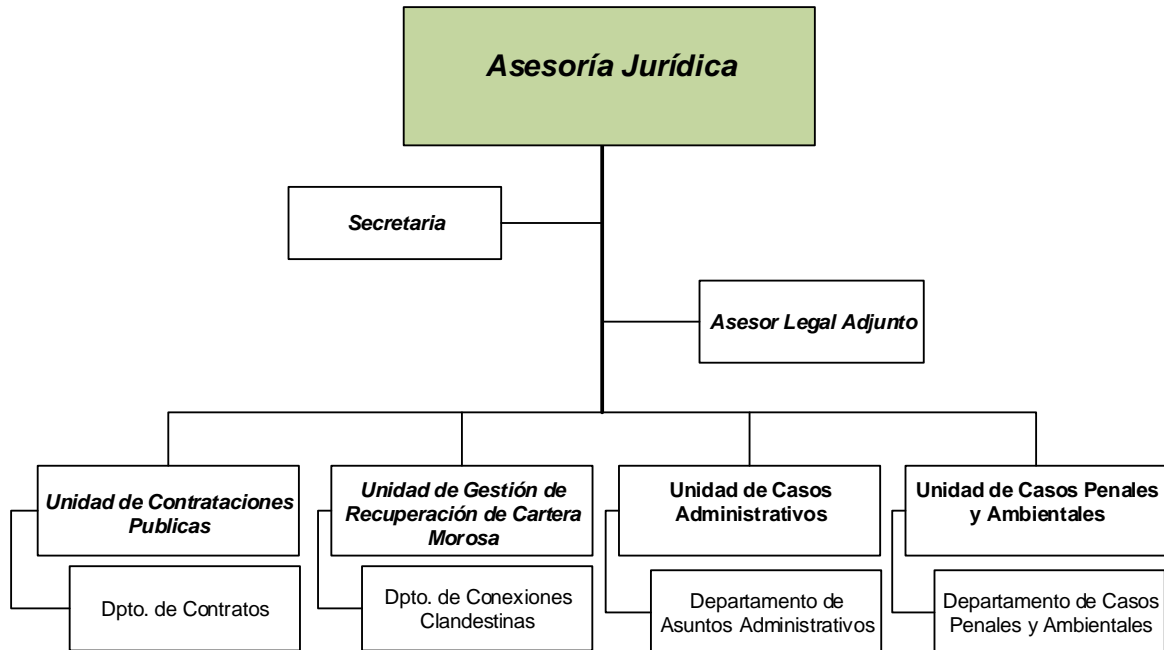 Asesoría Jurídica
Secretaria
Asesor Legal Adjunto
Unidad de Contrataciones
Publicas
Unidad de Gestión de
Recuperación de Cartera
Morosa
Unidad de Casos
Administrativos
Unidad de Casos Penales
y Ambientales
Dpto. de Contratos
Dpto. de Conexiones
Clandestinas
Departamento de
Asuntos Administrativos
Departamento de Casos
Penales y Ambientales